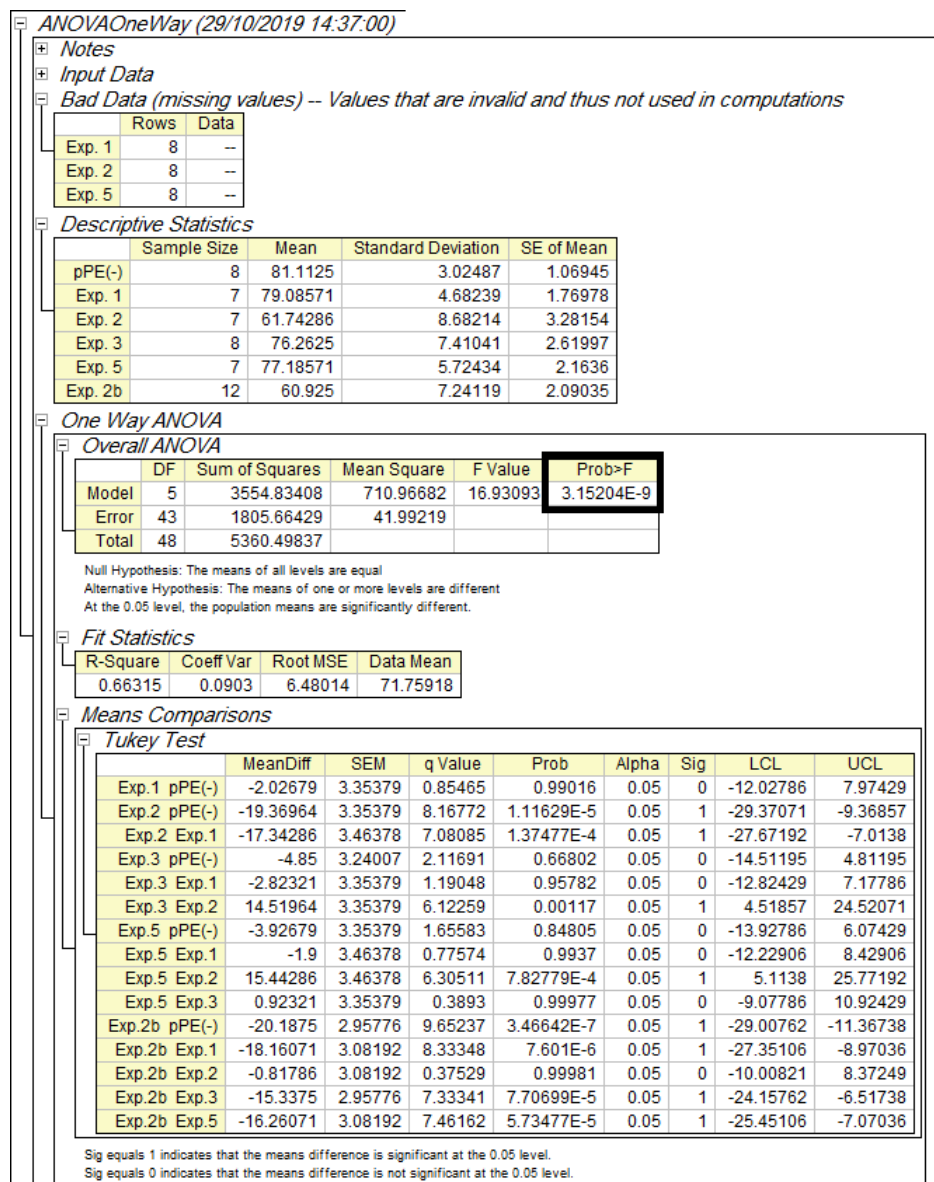 ANOVAOneWay (29/10/2019 14:37:00)
Notes
Input Data
Bad Data (missing values) -- Values that are invalid and thus not used in computations
Rows Data
Exp. 1 8 --
Exp. 2 8 --
Exp. 5 8 --
Descriptive Statistics
Sample Size Mean Standard Deviation SE of Mean
pPE(-) 8 81.1125 3.02487 1.06945
Exp. 1 7 79.08571 4.68239 1.76978
Exp. 2 7 61.74286 8.68214 3.28154
Exp. 3 8 76.2625 7.41041 2.61997
Exp. 5 7 77.18571 5.72434 2.1636
Exp. 2b 12 60.925 7.24119 2.09035
One Way ANOVA
Overall ANOVA
DF Sum of Squares Mean Square F Value Prob>F
Model 5 3554.83408 710.96682 16.93093 3.15204E-9
Error 43 1805.66429 41.99219
Total 48 5360.49837
Null Hypothesis: The means of all levels are equal
Alternative Hypothesis: The means of one or more levels are different
At the 0.05 level, the population means are significantly different.
Fit Statistics
R-Square Coeff Var Root MSE Data Mean
0.66315 0.0903 6.48014 71.75918
Means Comparisons
Tukey Test
MeanDiff SEM q Value Prob Alpha Sig LCL UCL
Exp.1 pPE(-) -2.02679 3.35379 0.85465 0.99016 0.05 0 -12.02786 7.97429
Exp.2 pPE(-) -19.36964 3.35379 8.16772 1.11629E-5 0.05 1 -29.37071 -9.36857
Exp.2 Exp.1 -17.34286 3.46378 7.08085 1.37477E-4 0.05 1 -27.67192 -7.0138
Exp.3 pPE(-) -4.85 3.24007 2.11691 0.66802 0.05 0 -14.51195 4.81195
Exp.3 Exp.1 -2.82321 3.35379 1.19048 0.95782 0.05 0 -12.82429 7.17786
Exp.3 Exp.2 14.51964 3.35379 6.12259 0.00117 0.05 1 4.51857 24.52071
Exp.5 pPE(-) -3.92679 3.35379 1.65583 0.84805 0.05 0 -13.92786 6.07429
Exp.5 Exp.1 -1.9 3.46378 0.77574 0.9937 0.05 0 -12.22906 8.42906
Exp.5 Exp.2 15.44286 3.46378 6.30511 7.82779E-4 0.05 1 5.1138 25.77192
Exp.5 Exp.3 0.92321 3.35379 0.3893 0.99977 0.05 0 -9.07786 10.92429
Exp.2b pPE(-) -20.1875 2.95776 9.65237 3.46642E-7 0.05 1 -29.00762 -11.36738
Exp.2b Exp.1 -18.16071 3.08192 8.33348 7.601E-6 0.05 1 -27.35106 -8.97036
Exp.2b Exp.2 -0.81786 3.08192 0.37529 0.99981 0.05 0 -10.00821 8.37249
Exp.2b Exp.3 -15.3375 2.95776 7.33341 7.70699E-5 0.05 1 -24.15762 -6.51738
Exp.2b Exp.5 -16.26071 3.08192 7.46162 5.73477E-5 0.05 1 -25.45106 -7.07036
Sig equals 1 indicates that the means difference is significant at the 0.05 level.
Sig equals 0 indicates that the means difference is not significant at the 0.05 level.